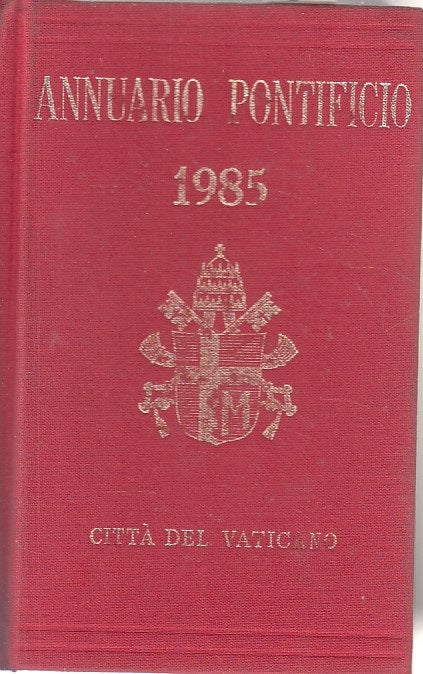 ANNUARIO PONTIFICIO
1985
M
CITTÀ DEL VATICANO